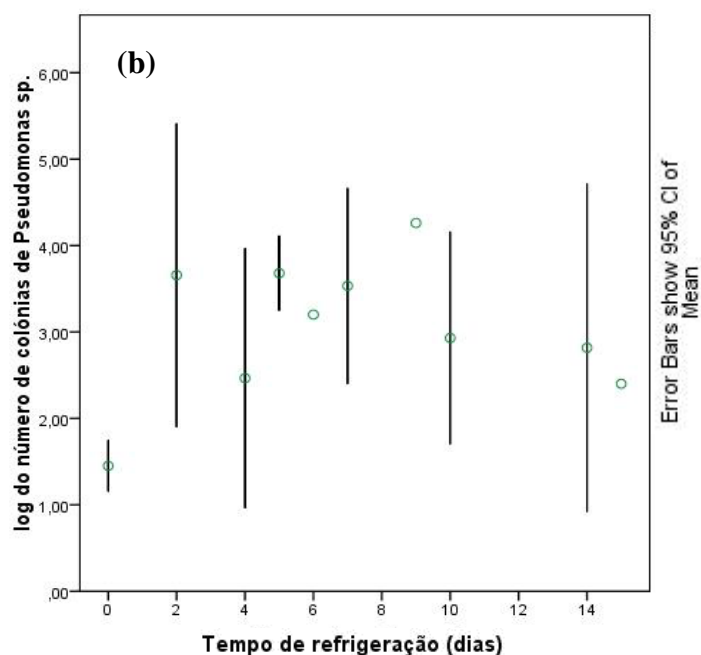 (b)
log do número de colónias de Pseudomonas sp.
6,00
5,00
4,00
3,00
2,00
1,00
,00
0 2 4 6 8 10 12 14
Tempo de refrigeração (dias)
Error Bars show 95% CI of
Mean